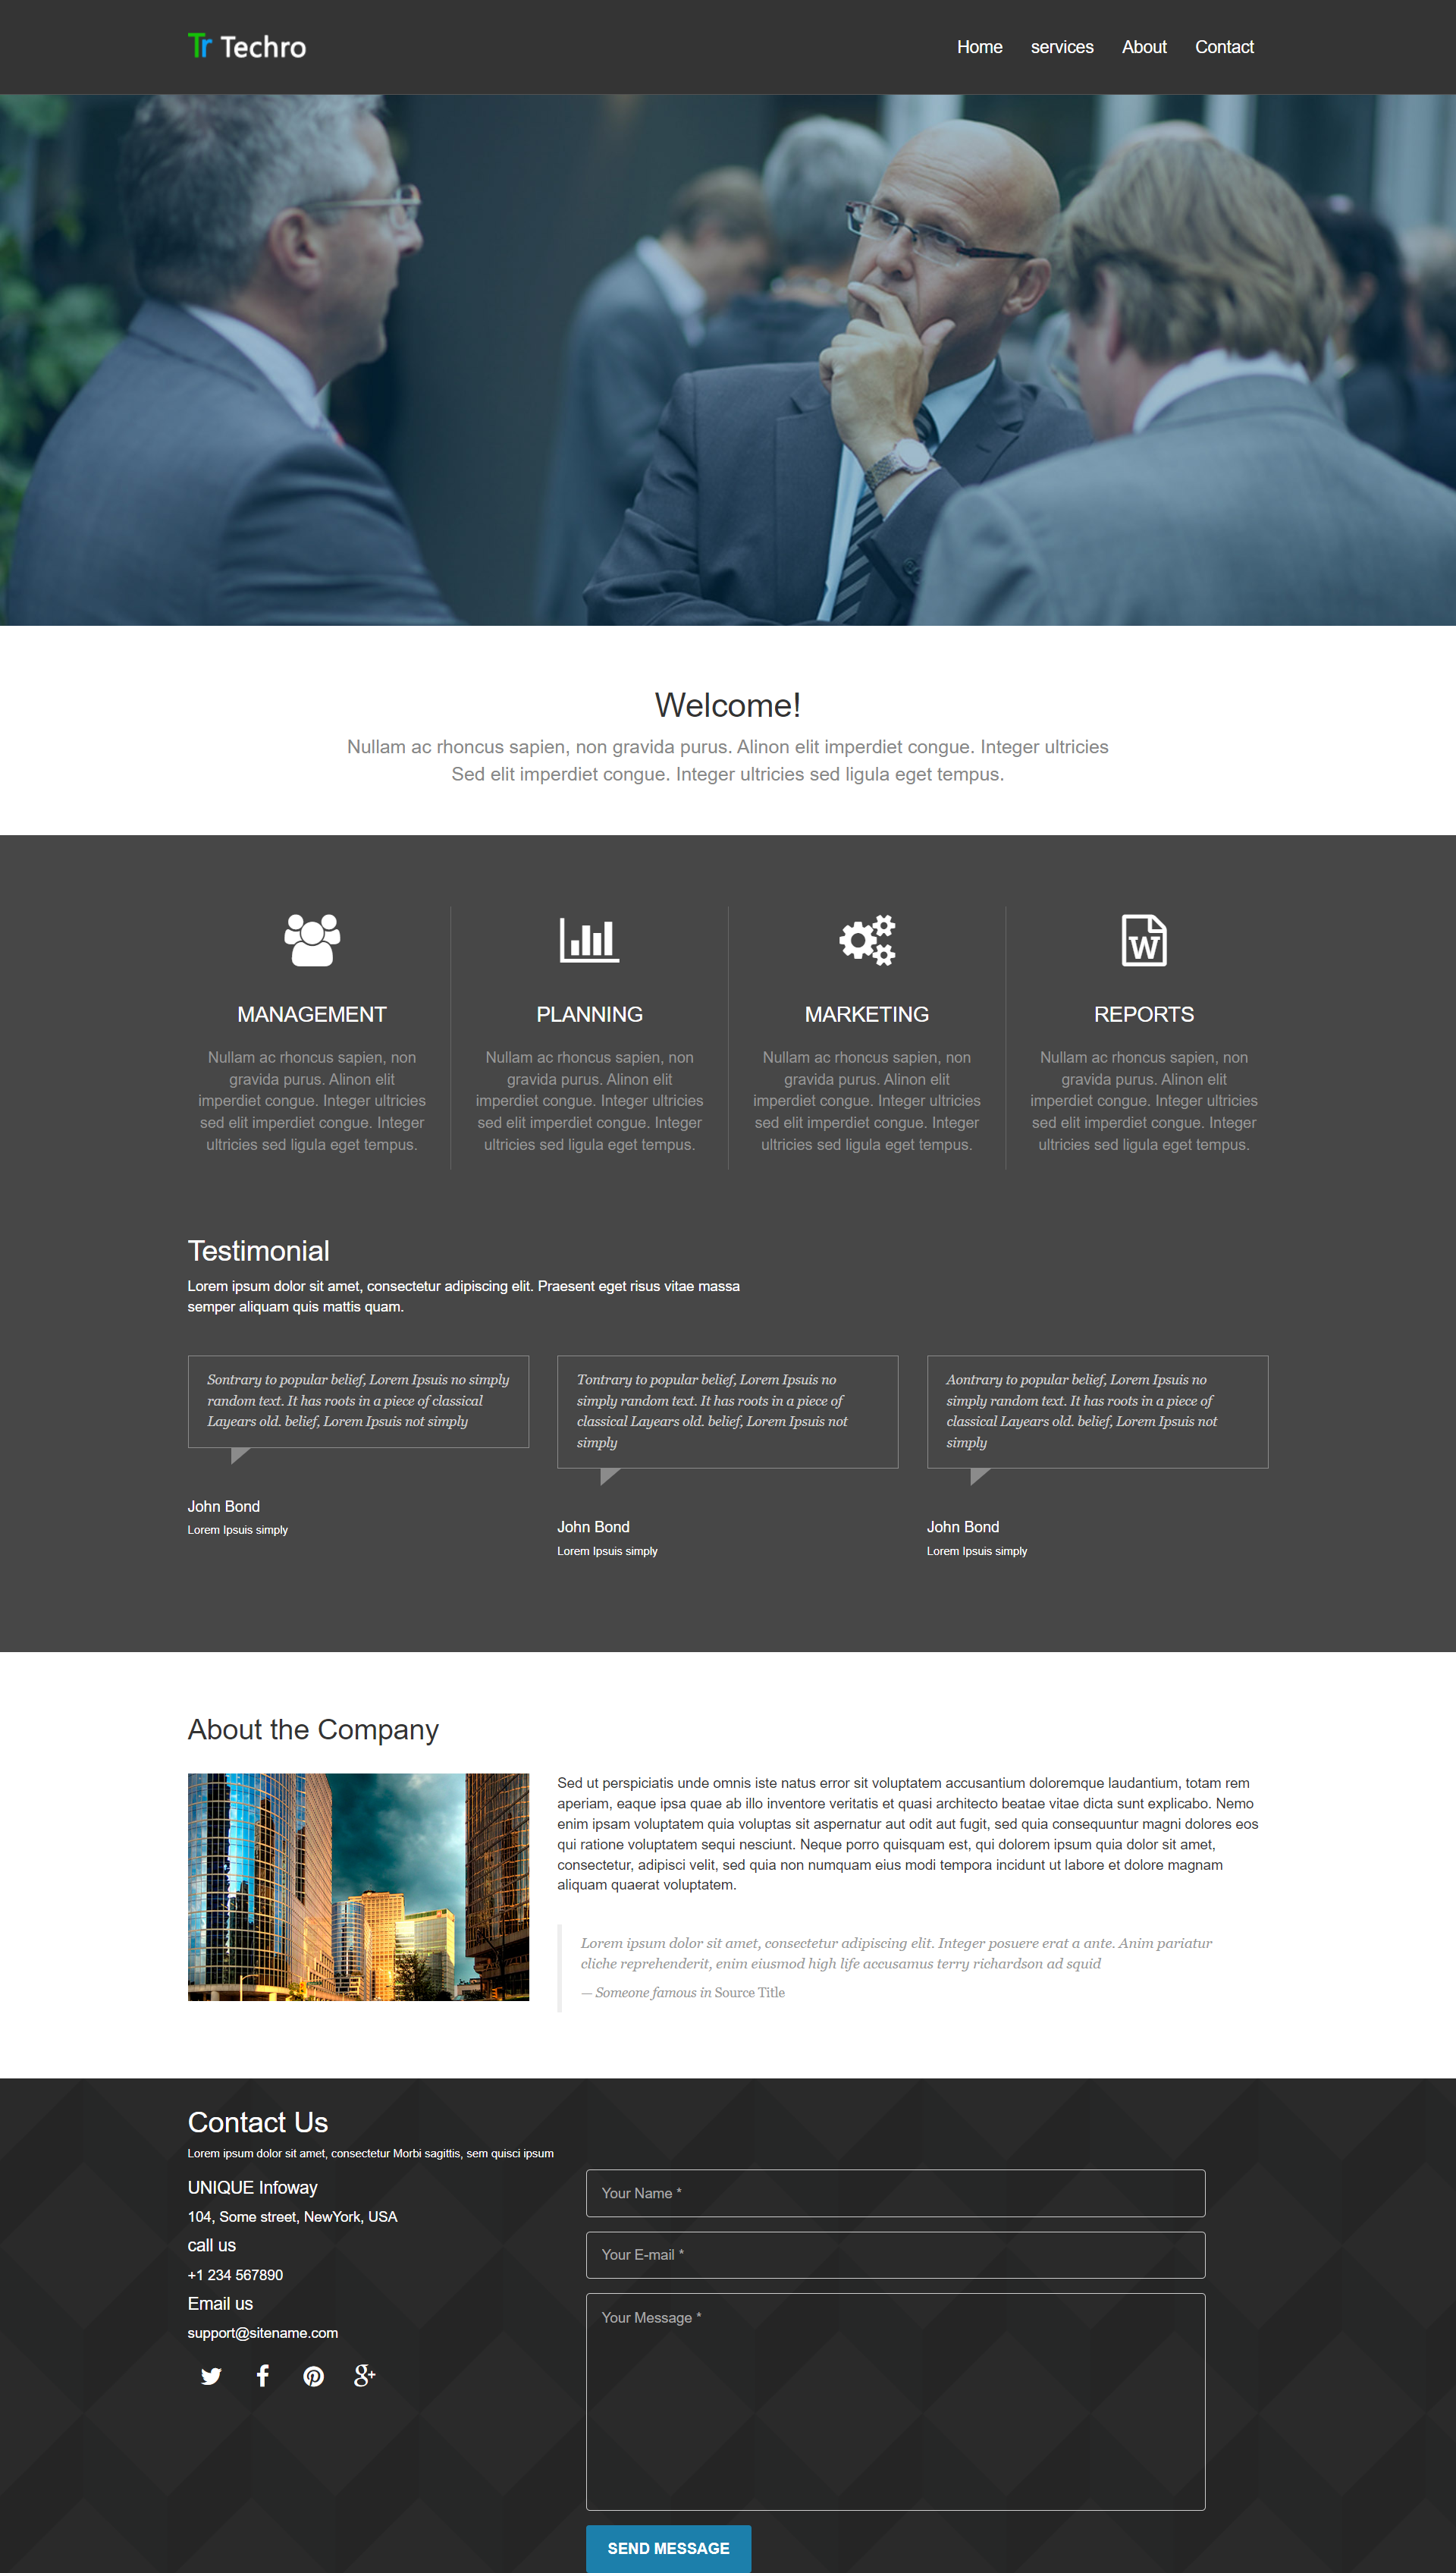 Tr Techro
Home services About Contact
Welcome!
Nullam ac rhoncus sapien, non gravida purus. Alinon elit imperdiet congue. Integer ultricies
Sed elit imperdiet congue. Integer ultricies sed ligula eget tempus.
MANAGEMENT
Nullam ac rhoncus sapien, non
gravida purus. Alinon elit
imperdiet congue. Integer ultricies
sed elit imperdiet congue. Integer
ultricies sed ligula eget tempus.
PLANNING
Nullam ac rhoncus sapien, non
gravida purus. Alinon elit
imperdiet congue. Integer ultricies
sed elit imperdiet congue. Integer
ultricies sed ligula eget tempus.
MARKETING
Nullam ac rhoncus sapien, non
gravida purus. Alinon elit
imperdiet congue. Integer ultricies
sed elit imperdiet congue. Integer
ultricies sed ligula eget tempus.
W
REPORTS
Nullam ac rhoncus sapien, non
gravida purus. Alinon elit
imperdiet congue. Integer ultricies
sed elit imperdiet congue. Integer
ultricies sed ligula eget tempus.
Testimonial
Lorem ipsum dolor sit amet, consectetur adipiscing elit. Praesent eget risus vitae massa
semper aliquam quis mattis quam.
Sontrary to popular belief, Lorem Ipsuis no simply
random text. It has roots in a piece of classical
Layears old. belief, Lorem Ipsuis not simply
John Bond
Lorem Ipsuis simply
Tontrary to popular belief, Lorem Ipsuis no
simply random text. It has roots in a piece of
classical Layears old. belief, Lorem Ipsuis not
simply
John Bond
Lorem Ipsuis simply
Aontrary to popular belief, Lorem Ipsuis no
simply random text. It has roots in a piece of
classical Layears old. belief, Lorem Ipsuis not
simply
John Bond
Lorem Ipsuis simply
About the Company
Sed ut perspiciatis unde omnis iste natus error sit voluptatem accusantium doloremque laudantium, totam rem
aperiam, eaque ipsa quae ab illo inventore veritatis et quasi architecto beatae vitae dicta sunt explicabo. Nemo
enim ipsam voluptatem quia voluptas sit aspernatur aut odit aut fugit, sed quia consequuntur magni dolores eos
qui ratione voluptatem sequi nesciunt. Neque porro quisquam est, qui dolorem ipsum quia dolor sit amet,
consectetur, adipisci velit, sed quia non numquam eius modi tempora incidunt ut labore et dolore magnam
aliquam quaerat voluptatem.
Lorem ipsum dolor sit amet, consectetur adipiscing elit. Integer posuere erat a ante. Anim pariatur
cliche reprehenderit, enim eiusmod high life accusamus terry richardson ad squid
— Someone famous in Source Title
Contact Us
Lorem ipsum dolor sit amet, consectetur Morbi sagittis, sem quisci ipsum
UNIQUE Infoway
104, Some street, NewYork, USA
call us
+1 234 567890
Email us
support@sitename.com
Your Name *
Your E-mail *
Your Message *
SEND MESSAGE